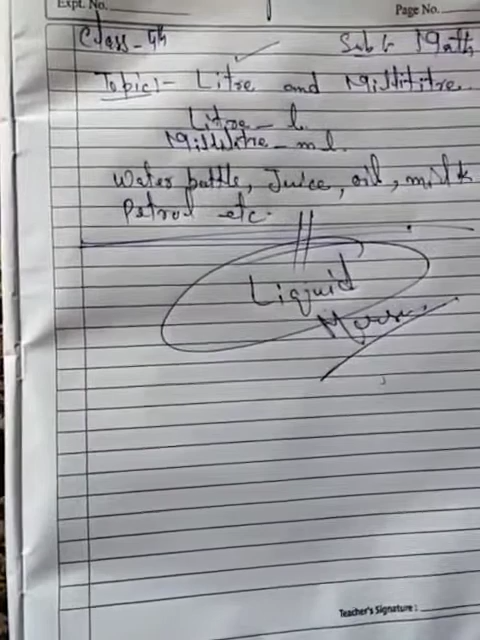 Expt. No.
Page No.
Class - 4th
Sub :- Math
Topic :- Litre and Millilitre
Litre - l.
Millilitre - ml.
Water bottle, Juice, oil, milk
Petrol etc.
Liquid
Teacher's Signature :